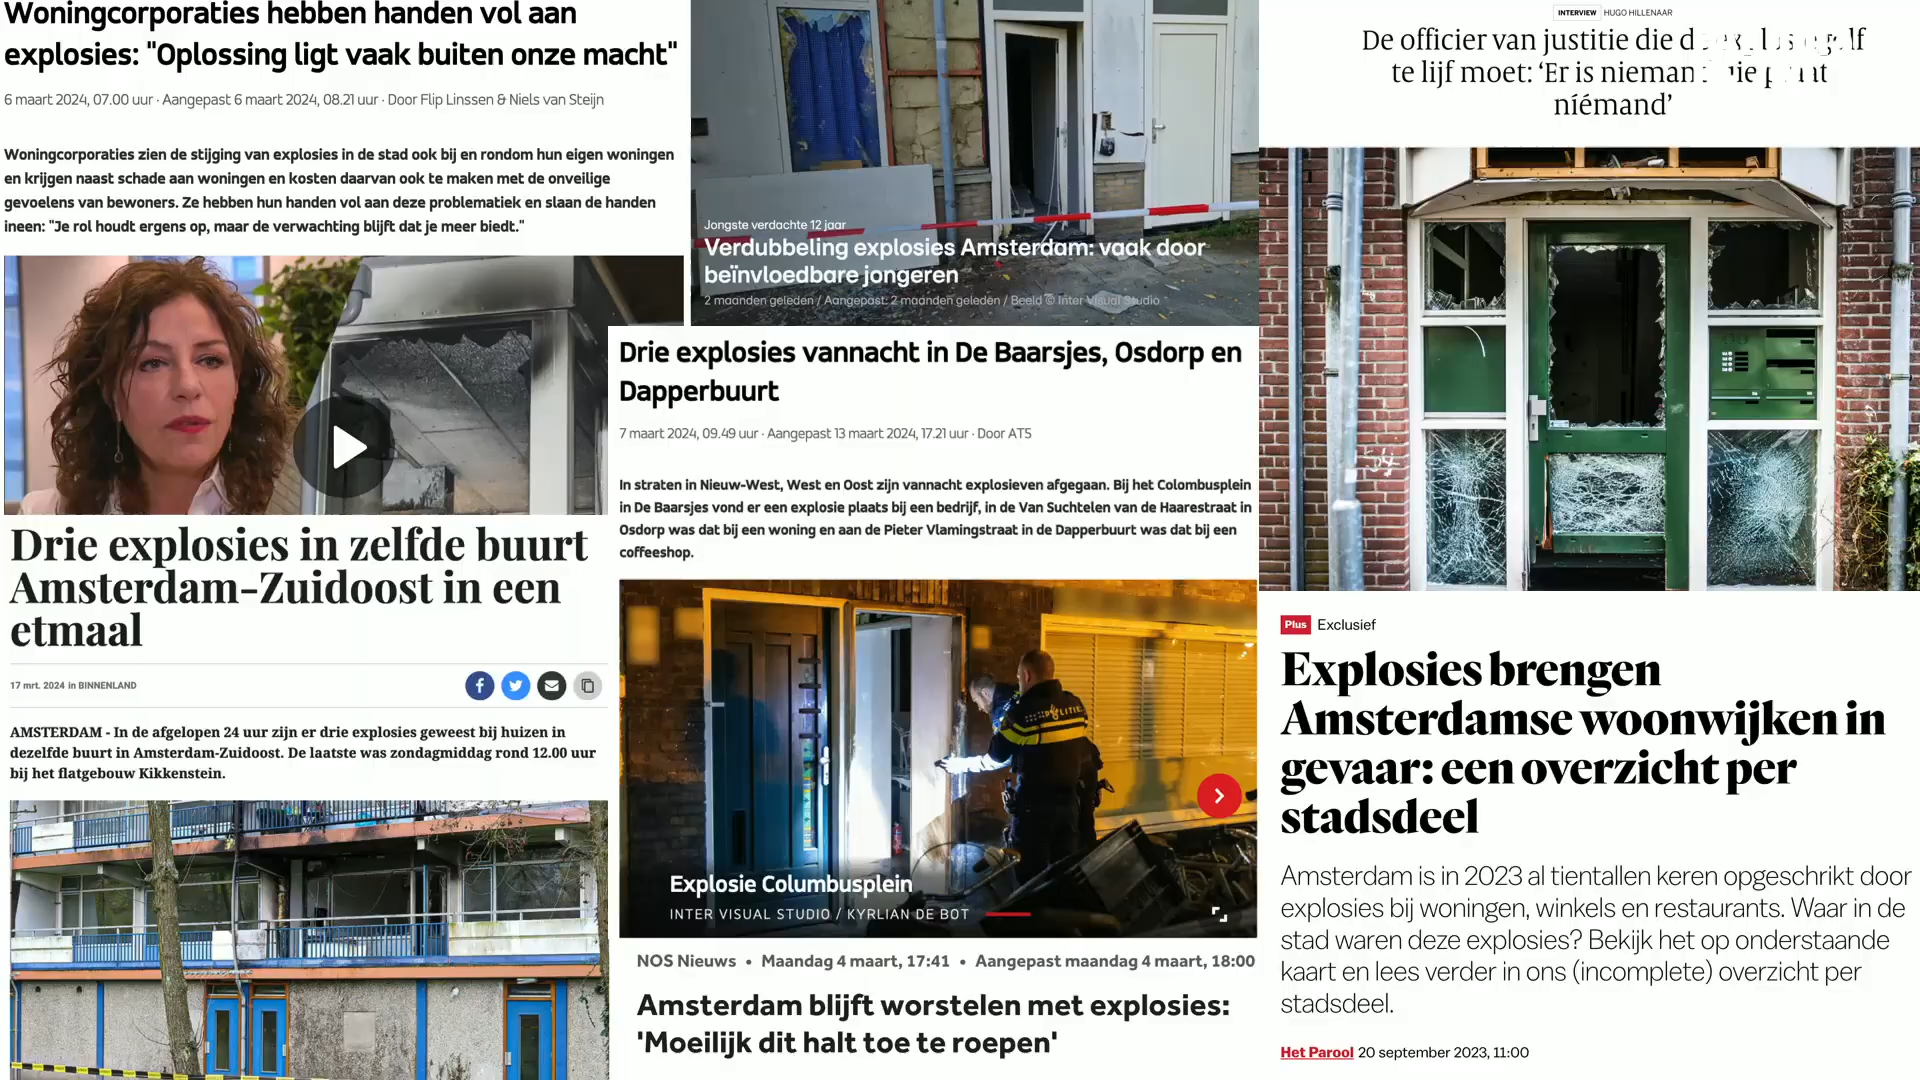 Woningcorporaties hebben handen vol aan
explosies: "Oplossing ligt vaak buiten onze macht"
6 maart 2024, 07.00 uur · Aangepast 6 maart 2024, 08.21 uur · Door Flip Linssen & Niels van Steijn
Woningcorporaties zien de stijging van explosies in de stad ook bij en rondom hun eigen woningen
en krijgen naast schade aan woningen en kosten daarvan ook te maken met de onveilige
gevoelens van bewoners. Ze hebben hun handen vol aan deze problematiek en slaan de handen
ineen: "Je rol houdt ergens op, maar de verwachting blijft dat je meer biedt."
Drie explosies in zelfde buurt
Amsterdam-Zuidoost in een
etmaal
17 mrt. 2024 in BINNENLAND
AMSTERDAM - In de afgelopen 24 uur zijn er drie explosies geweest bij huizen in
dezelfde buurt in Amsterdam-Zuidoost. De laatste was zondagmiddag rond 12.00 uur
bij het flatgebouw Kikkenstein.
Jongste verdachte 12 jaar
Verdubbeling explosies Amsterdam: vaak door
beïnvloedbare jongeren
2 maanden geleden / Aangepast: 2 maanden geleden / Beeld © Inter Visual Studio
Drie explosies vannacht in De Baarsjes, Osdorp en
Dapperbuurt
7 maart 2024, 09.49 uur · Aangepast 13 maart 2024, 17.21 uur · Door AT5
In straten in Nieuw-West, West en Oost zijn vannacht explosieven afgegaan. Bij het Colombusplein
in De Baarsjes vond er een explosie plaats bij een bedrijf, in de Van Suchtelen van de Haarestraat in
Osdorp was dat bij een woning en aan de Pieter Vlamingstraat in de Dapperbuurt was dat bij een
coffeeshop.
POLITIE
Explosie Columbusplein
INTER VISUAL STUDIO / KYRLIAN DE BOT
NOS Nieuws • Maandag 4 maart, 17:41 • Aangepast maandag 4 maart, 18:00
Amsterdam blijft worstelen met explosies:
'Moeilijk dit halt toe te roepen'
INTERVIEW HUGO HILLENAAR
De officier van justitie die
te lijf moet: ‘Er is
níémand’
Plus Exclusief
Explosies brengen
Amsterdamse woonwijken in
gevaar: een overzicht per
stadsdeel
Amsterdam is in 2023 al tientallen keren opgeschrikt door
explosies bij woningen, winkels en restaurants. Waar in de
stad waren deze explosies? Bekijk het op onderstaande
kaart en lees verder in ons (incomplete) overzicht per
stadsdeel.
Het Parool 20 september 2023, 11:00